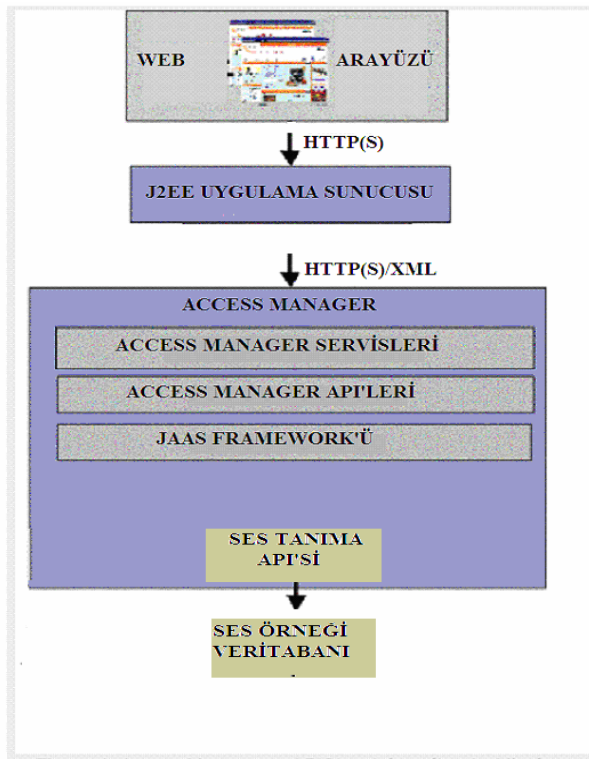 WEB ARAYÜZÜ
HTTP(S)
J2EE UYGULAMA SUNUCUSU
HTTP(S)/XML
ACCESS MANAGER
ACCESS MANAGER SERVİSLERİ
ACCESS MANAGER API'LERİ
JAAS FRAMEWORK'Ü
SES TANIMA
API'Sİ
SES ÖRNEĞİ
VERİTABANI